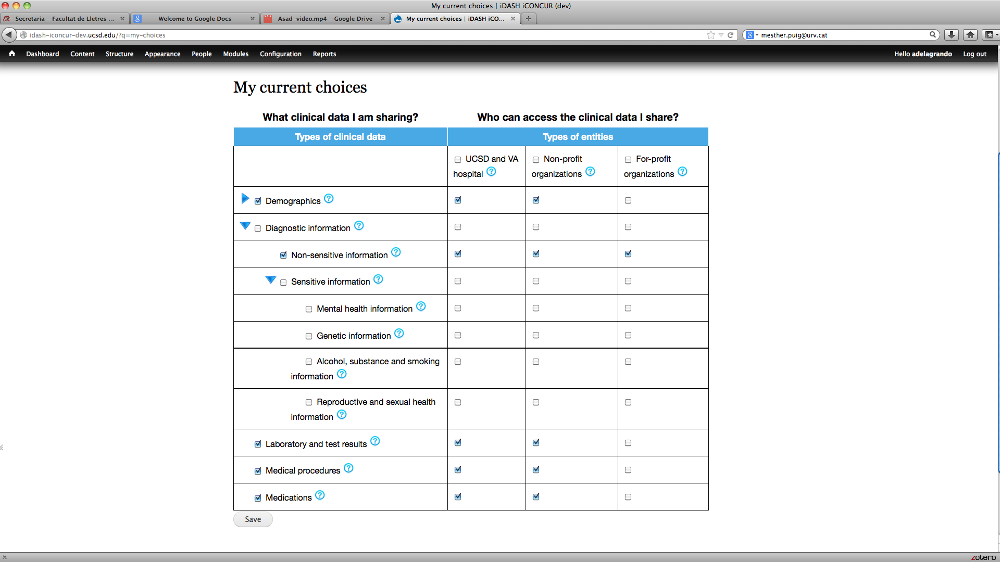 My current choices | iDASH iCONCUR (dev)
Secretaria – Facultat de Lletres ...
Welcome to Google Docs
Asad-video.mp4 – Google Drive
My current choices | iDASH iCO...
idash-iconcur-dev.ucsd.edu/?q=my-choices
mesther.puig@urv.cat
Dashboard Content Structure Appearance People Modules Configuration Reports
Hello adelagrando Log out
My current choices
What clinical data I am sharing?
Who can access the clinical data I share?
Types of clinical data
Types of entities
UCSD and VA
hospital ?
Non-profit
organizations ?
For-profit
organizations ?
Demographics ?
Diagnostic information ?
Non-sensitive information ?
Sensitive information ?
Mental health information ?
Genetic information ?
Alcohol, substance and smoking
information ?
Reproductive and sexual health
information ?
Laboratory and test results ?
Medical procedures ?
Medications ?
Save
zotero